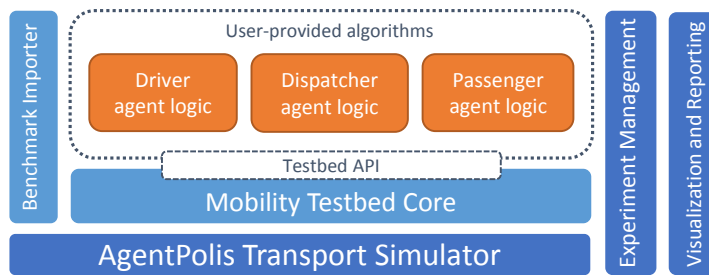 Benchmark Importer
User-provided algorithms
Driver
agent logic
Dispatcher
agent logic
Passenger
agent logic
Testbed API
Mobility Testbed Core
AgentPolis Transport Simulator
Experiment Management
Visualization and Reporting